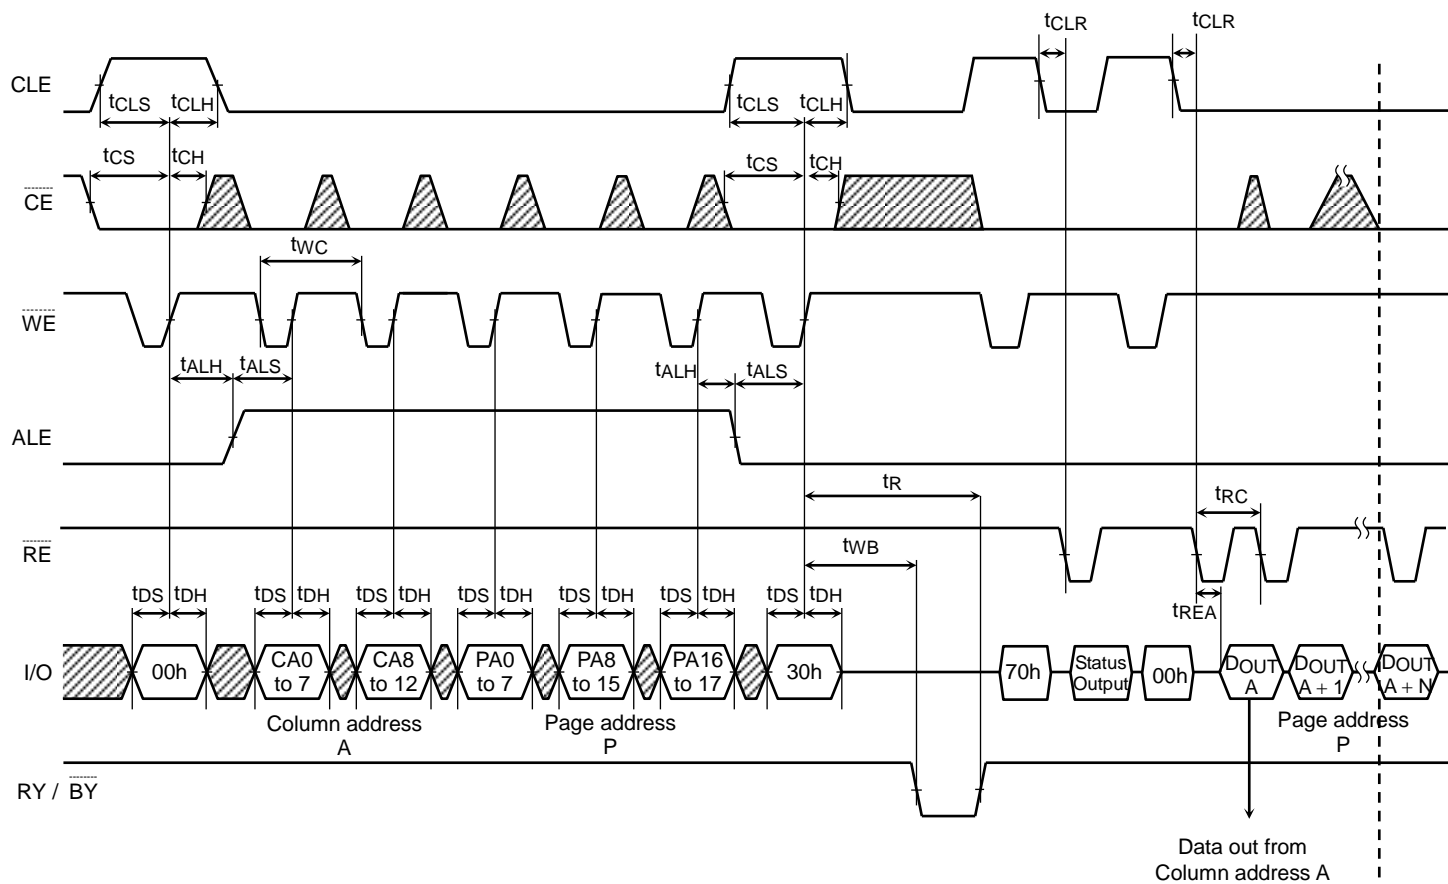 tCLR
tCLR
CLE
tCLS
tCLH
tCLS
tCLH
tCS
tCH
tCS
tCH
CE
tWC
WE
tALH
tALS
tALH
tALS
ALE
tR
tRC
RE
tWB
tREA
tDS
tDH
tDS
tDH
tDS
tDH
tDS
tDH
tDS
tDH
tDS
tDH
tDS
tDH
I/O
00h
CA0
to 7
CA8
to 12
PA0
to 7
PA8
to 15
PA16
to 17
30h
70h
Status
Output
00h
DOUT
A
DOUT
A + 1
DOUT
A + N
Column address
A
Page address
P
Page address
P
RY / BY
Data out from
Column address A